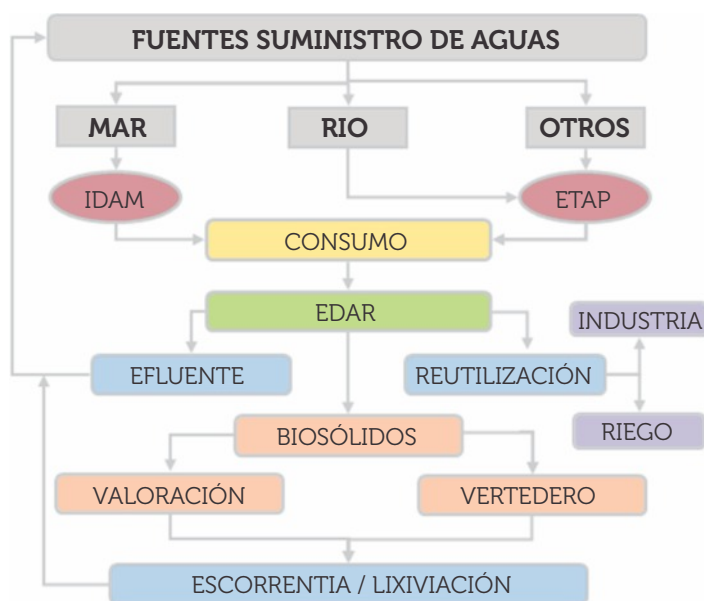 FUENTES SUMINISTRO DE AGUAS
MAR
RIO
OTROS
IDAM
ETAP
CONSUMO
EDAR
INDUSTRIA
EFLUENTE
REUTILIZACIÓN
RIEGO
BIOSÓLIDOS
VALORACIÓN
VERTEDERO
ESCORRENTIA / LIXIVIACIÓN